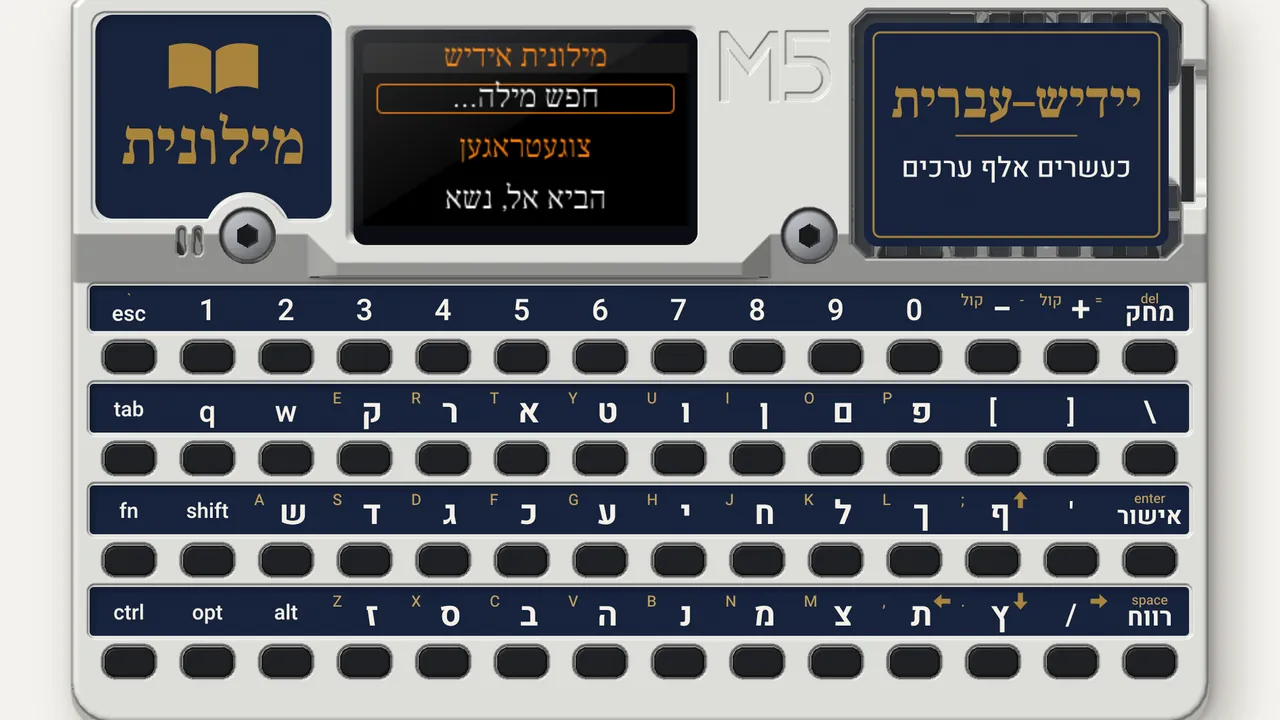 מילונית
מילונית אידיש
חפש מילה...
צוגעטראגען
הביא אל, נשא
M5
יידיש–עברית
כעשרים אלף ערכים
esc 1 2 3 4 5 6 7 8 9 0 קול − - קול + = del מחק
tab q w E ק R ר T א Y ט U ו I ן O ם P פ [ ] \
fn shift A ש S ד D ג F כ G ע H י J ח K ל L ך ; ף ' enter אישור
ctrl opt alt Z ז X ס C ב V ה B נ N מ M צ , ת . ץ / space רווח